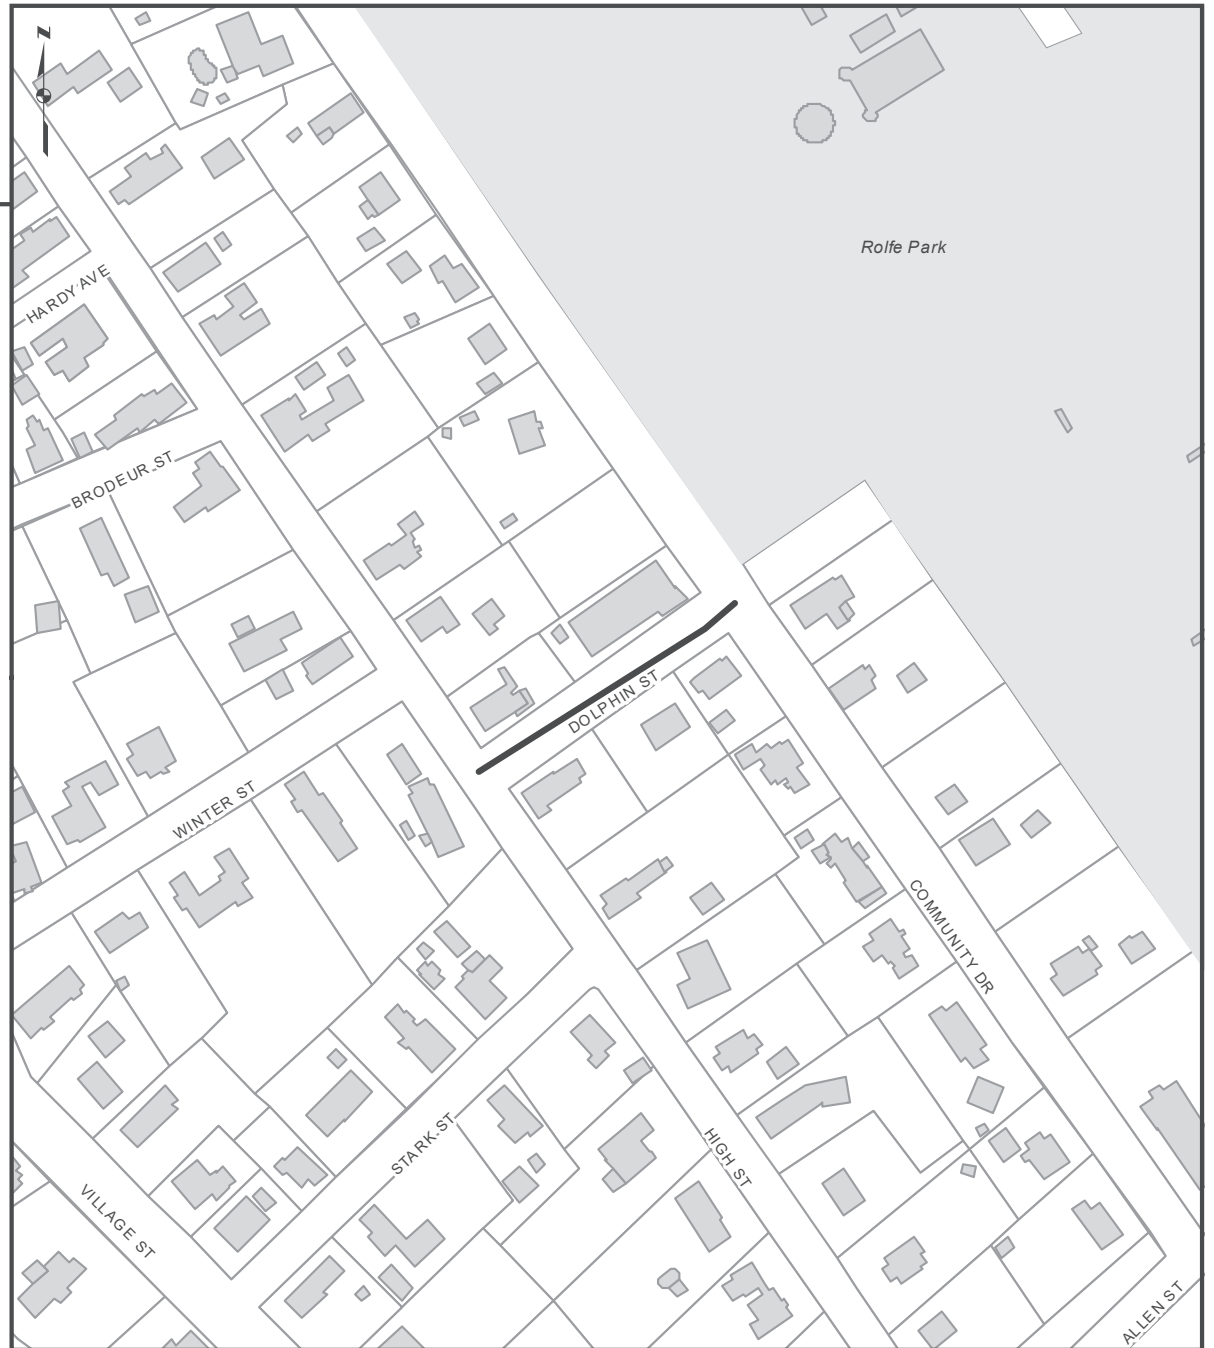 N
Rolfe Park
HARDY AVE
BRODEUR ST
DOLPHIN ST
WINTER ST
COMMUNITY DR
STARK ST
HIGH ST
VILLAGE ST
ALLEN ST